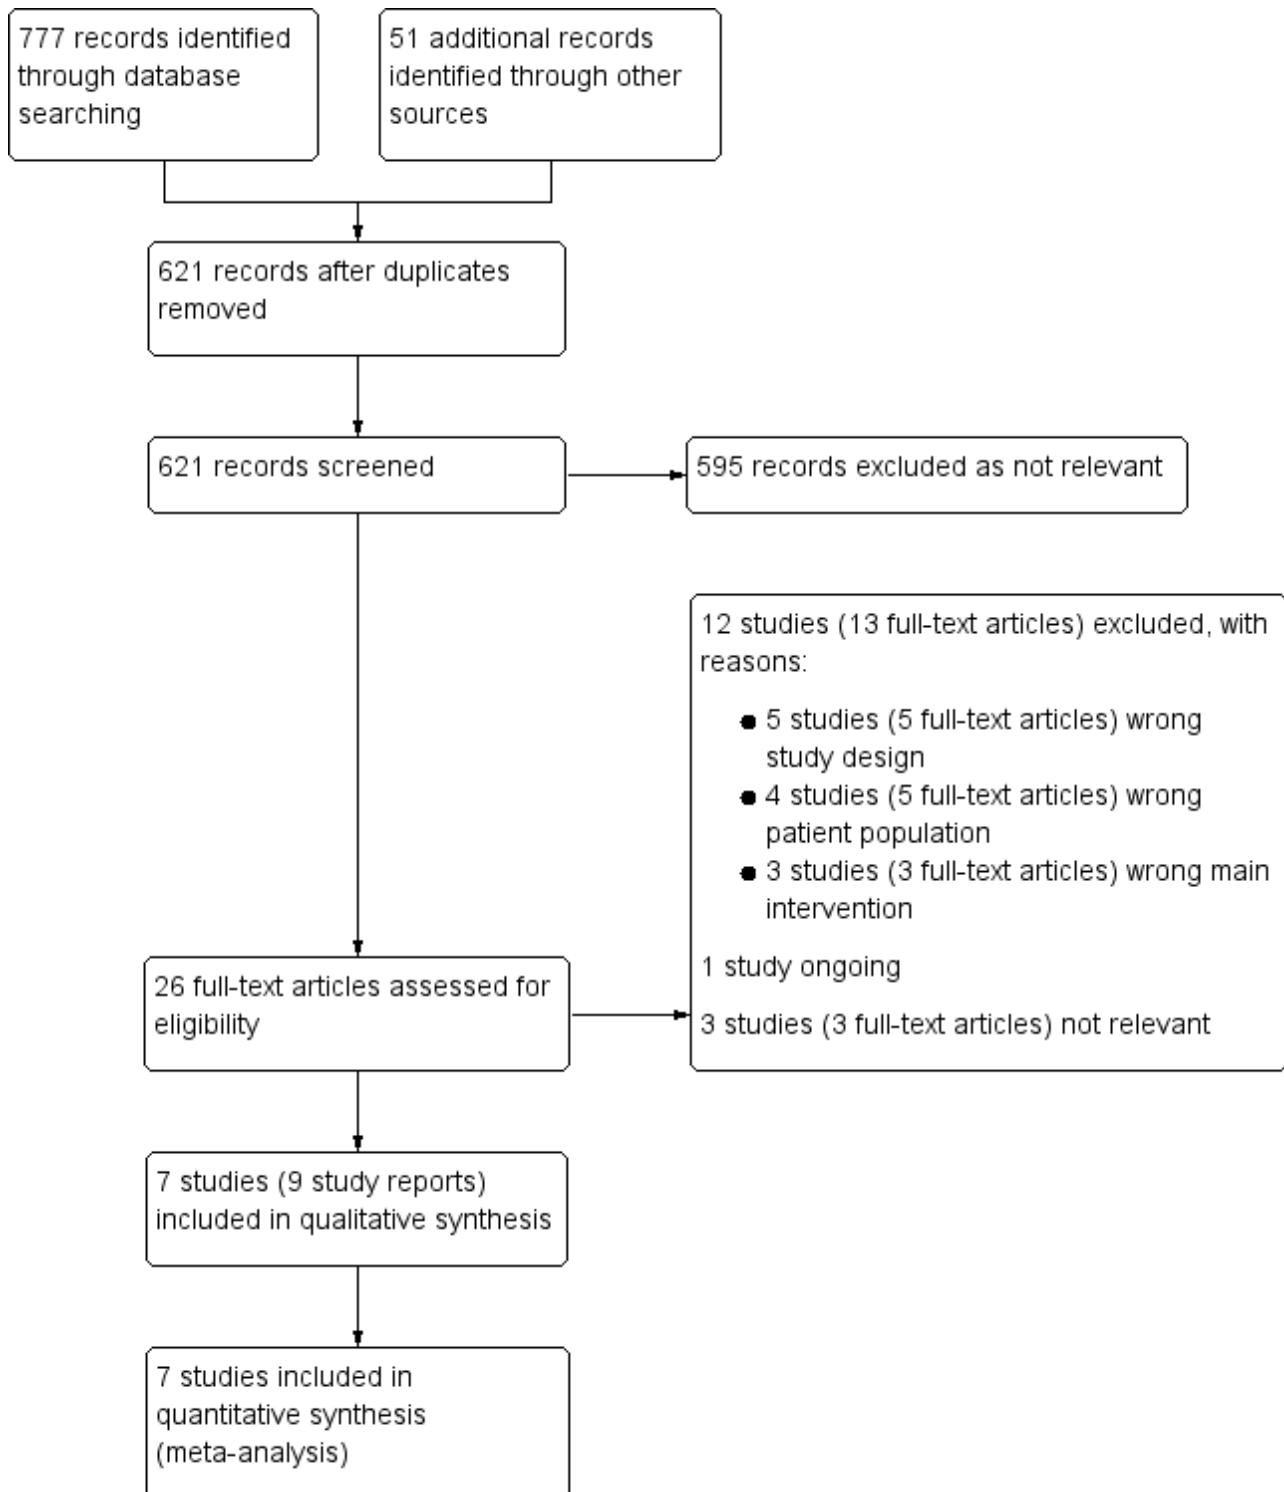 777 records identified
through database
searching
51 additional records
identified through other
sources
621 records after duplicates
removed
621 records screened
595 records excluded as not relevant
12 studies (13 full-text articles) excluded, with
reasons:
● 5 studies (5 full-text articles) wrong
study design
● 4 studies (5 full-text articles) wrong
patient population
● 3 studies (3 full-text articles) wrong main
intervention
1 study ongoing
3 studies (3 full-text articles) not relevant
26 full-text articles assessed for
eligibility
7 studies (9 study reports)
included in qualitative synthesis
7 studies included in
quantitative synthesis
(meta-analysis)